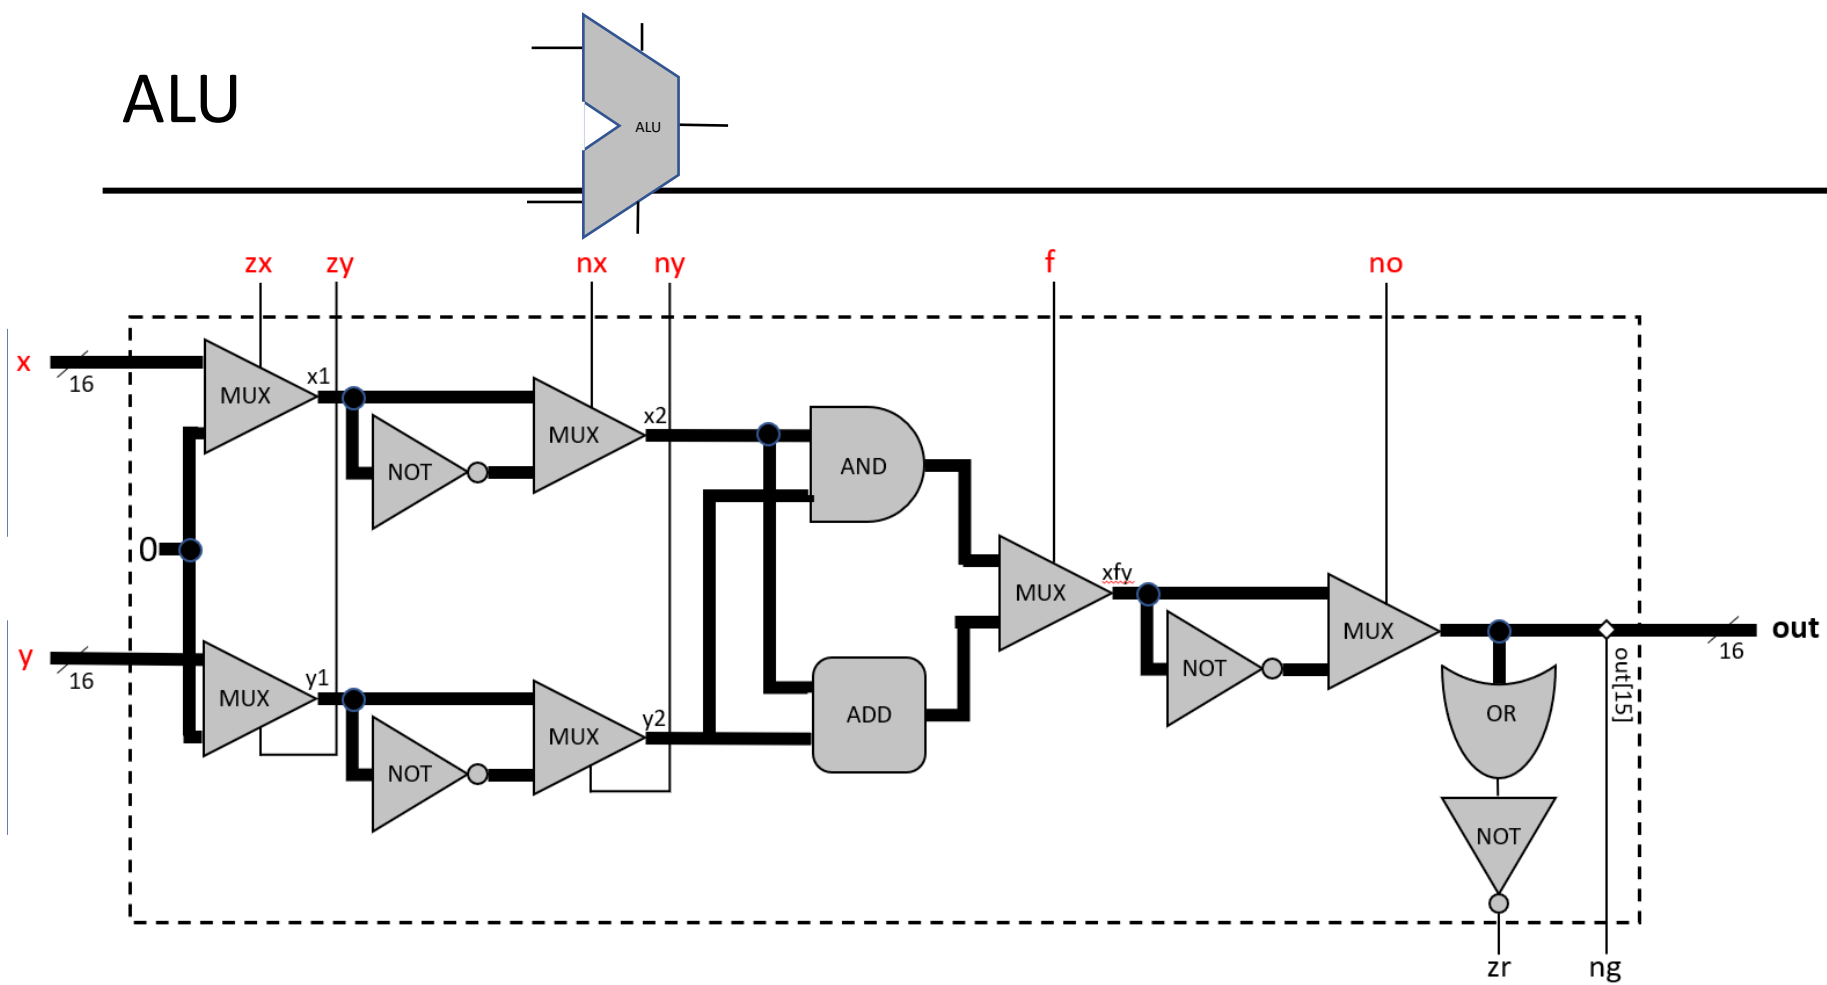 ALU
ALU
zx
zy
nx
ny
f
no
x
16
MUX
x1
NOT
MUX
x2
AND
0
MUX
xfy
NOT
MUX
out
16
out[15]
y
16
MUX
y1
NOT
MUX
y2
ADD
OR
NOT
zr
ng